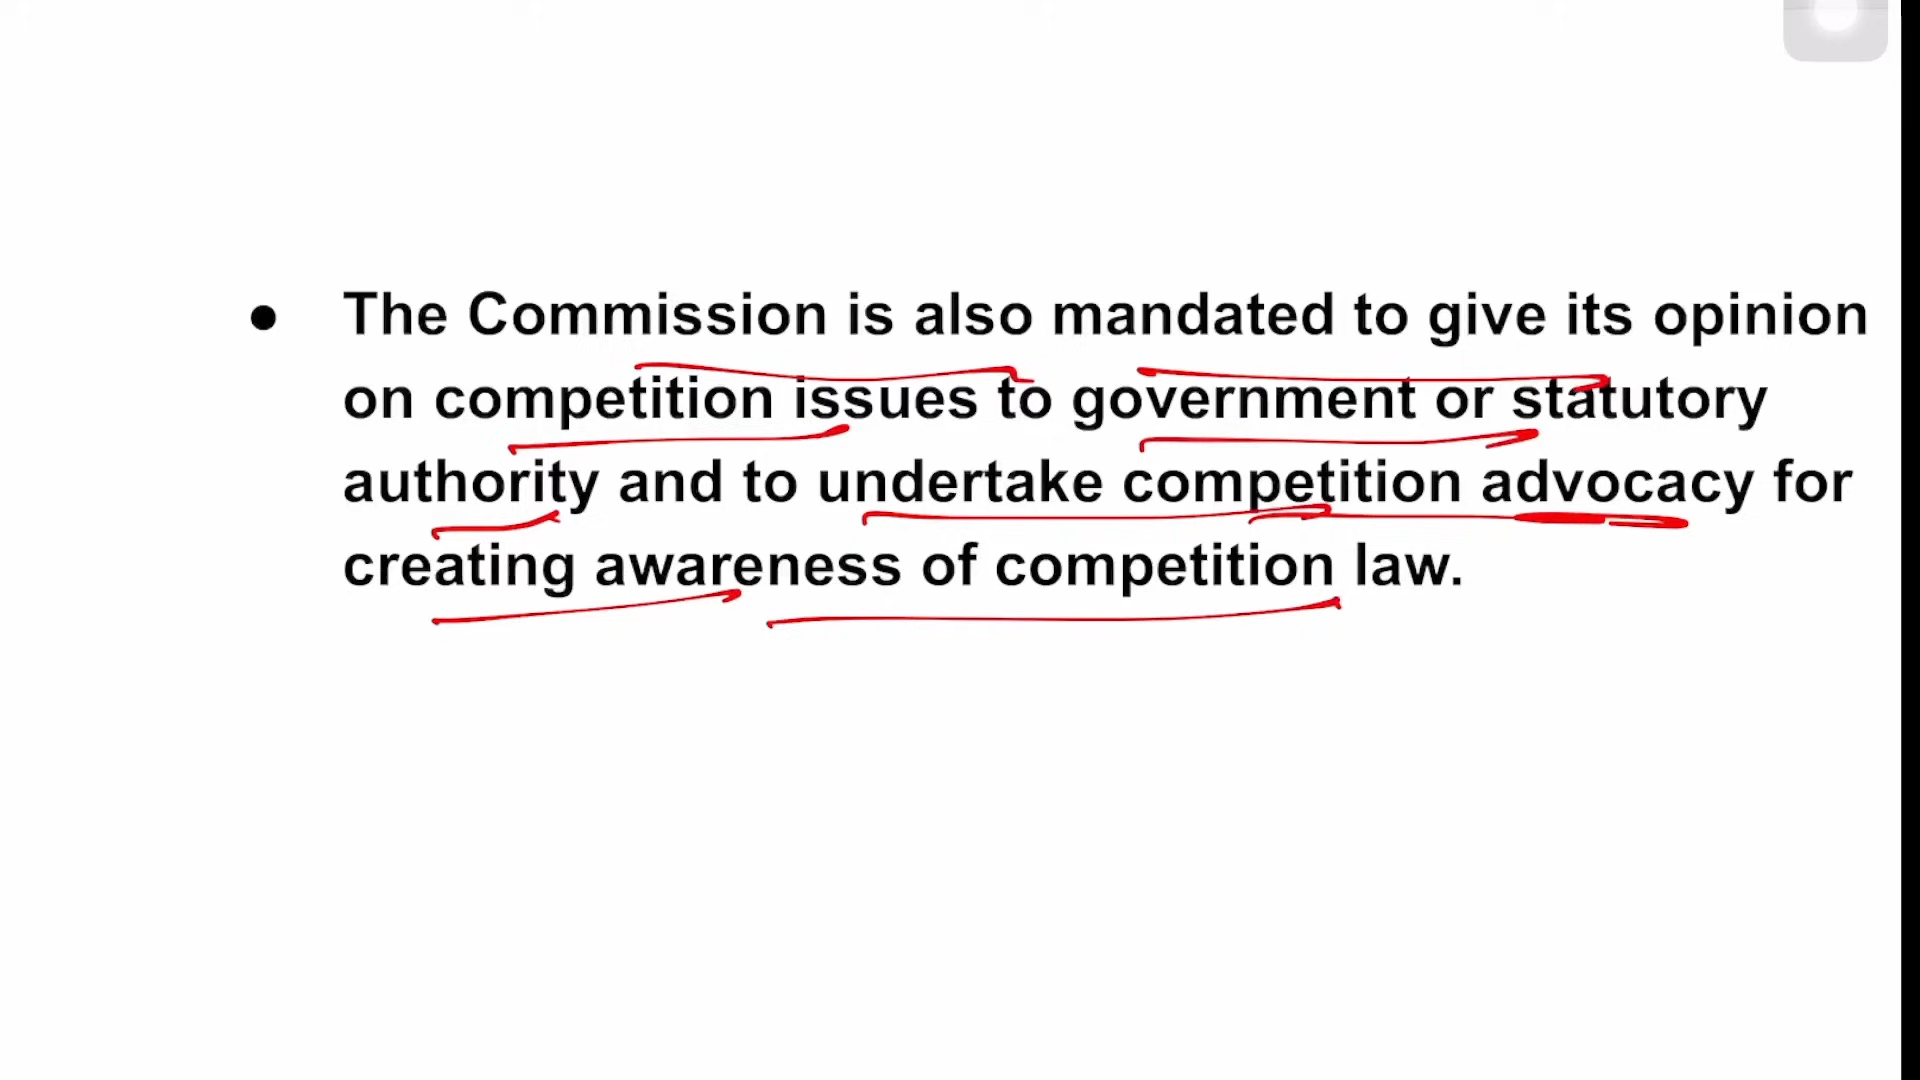 ● The Commission is also mandated to give its opinion
on competition issues to government or statutory
authority and to undertake competition advocacy for
creating awareness of competition law.